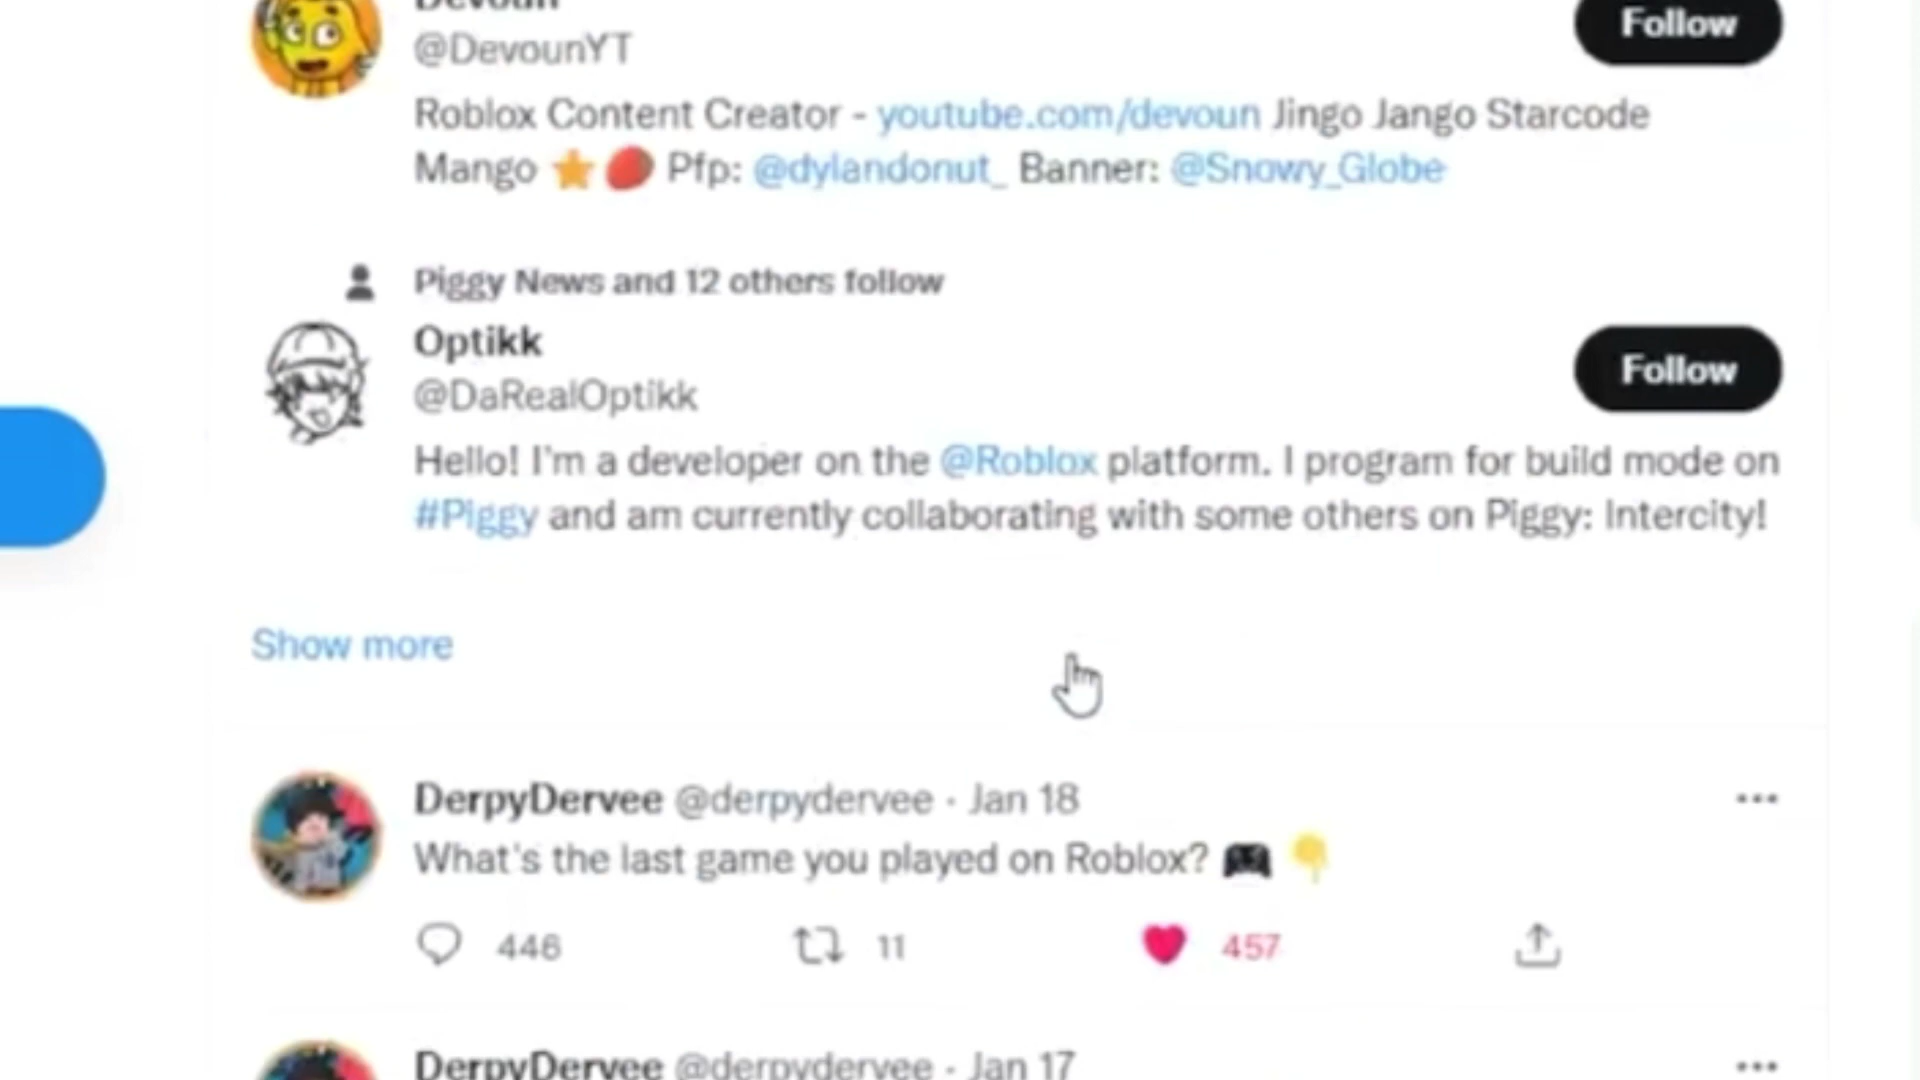 Devoun
@DevounYT
Follow
Roblox Content Creator - youtube.com/devoun Jingo Jango Starcode
Mango ⭐🥭 Pfp: @dylandonut_ Banner: @Snowy_Globe
Piggy News and 12 others follow
Optikk
@DaRealOptikk
Follow
Hello! I'm a developer on the @Roblox platform. I program for build mode on
#Piggy and am currently collaborating with some others on Piggy: Intercity!
Show more
DerpyDervee @derpydervee · Jan 18
What's the last game you played on Roblox? 🎮 👇
446 11 457
DerpyDervee @derpydervee · Jan 17